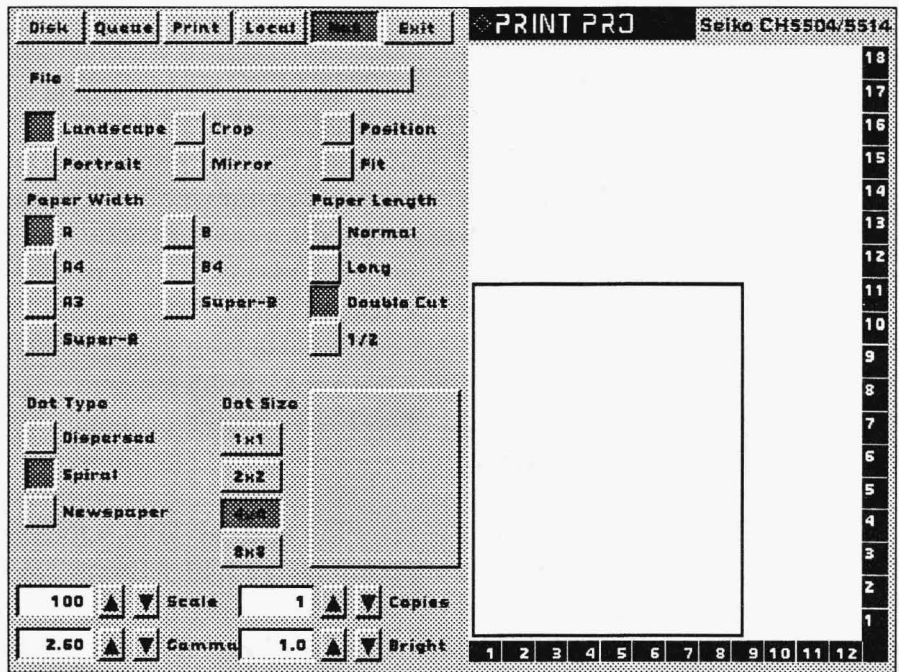 Disk Queue Print Local Net Exit
PRINT PRO Seiko CH5504/5514
File
Landscape Crop Position
Portrait Mirror Fit
Paper Width Paper Length
A B Normal
A4 B4 Long
A3 Super-B Double Cut
Super-A 1/2
Dot Type Dot Size
Dispersed 1x1
Spiral 2x2
Newspaper 4x4
8x8
100 Scale 1 Copies
2.60 Gamma 1.0 Bright
18
17
16
15
14
13
12
11
10
9
8
7
6
5
4
3
2
1
1 2 3 4 5 6 7 8 9 10 11 12